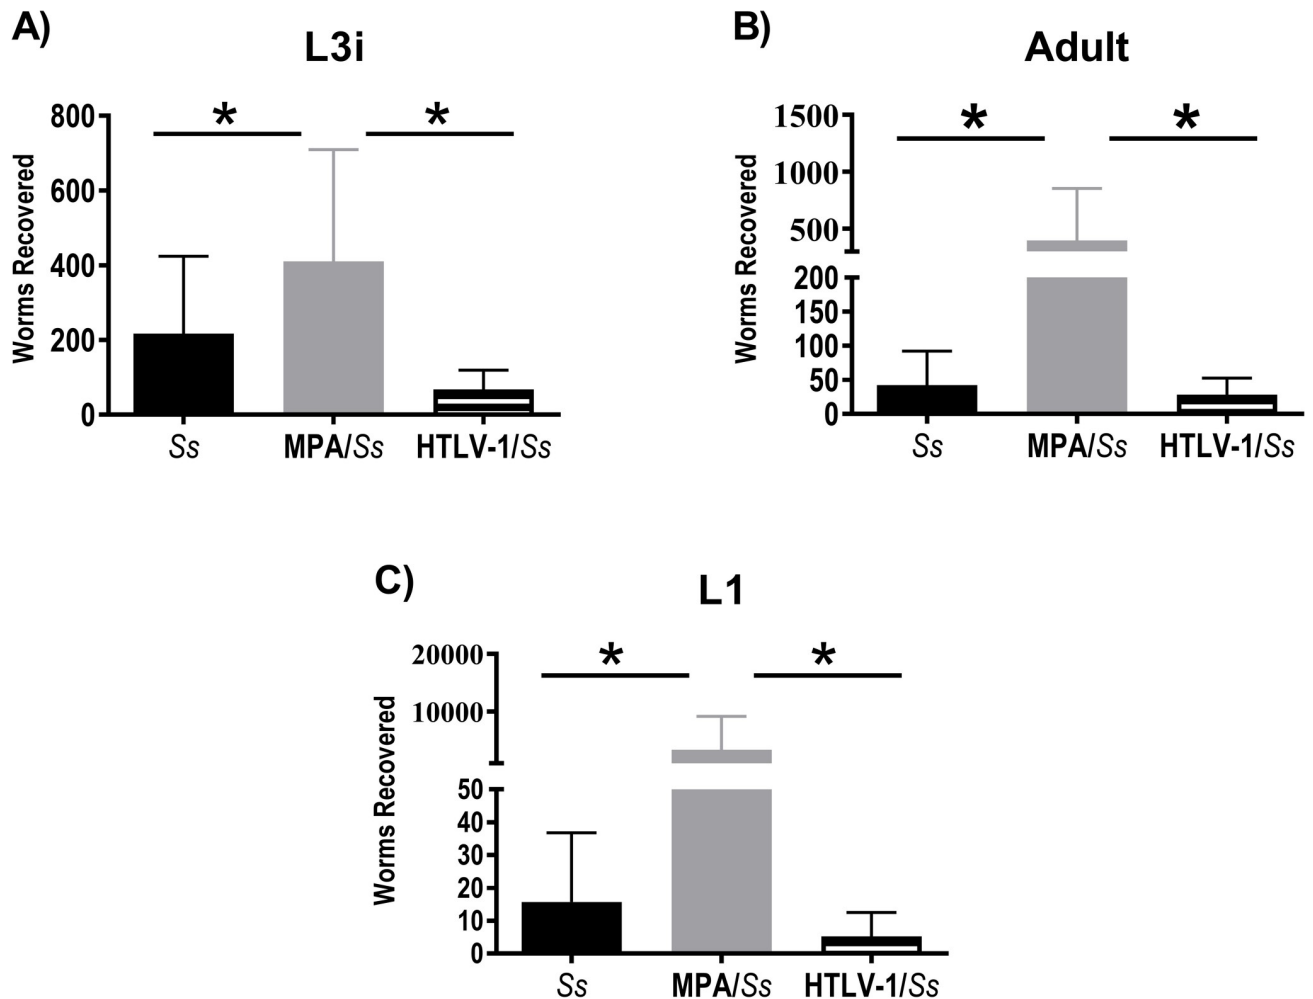 A)
L3i
* *
Worms Recovered
800
600
400
200
0
Ss MPA/Ss HTLV-1/Ss
B)
Adult
* *
Worms Recovered
1500
1000
500
200
150
100
50
0
Ss MPA/Ss HTLV-1/Ss
C)
L1
* *
Worms Recovered
20000
10000
50
40
30
20
10
0
Ss MPA/Ss HTLV-1/Ss